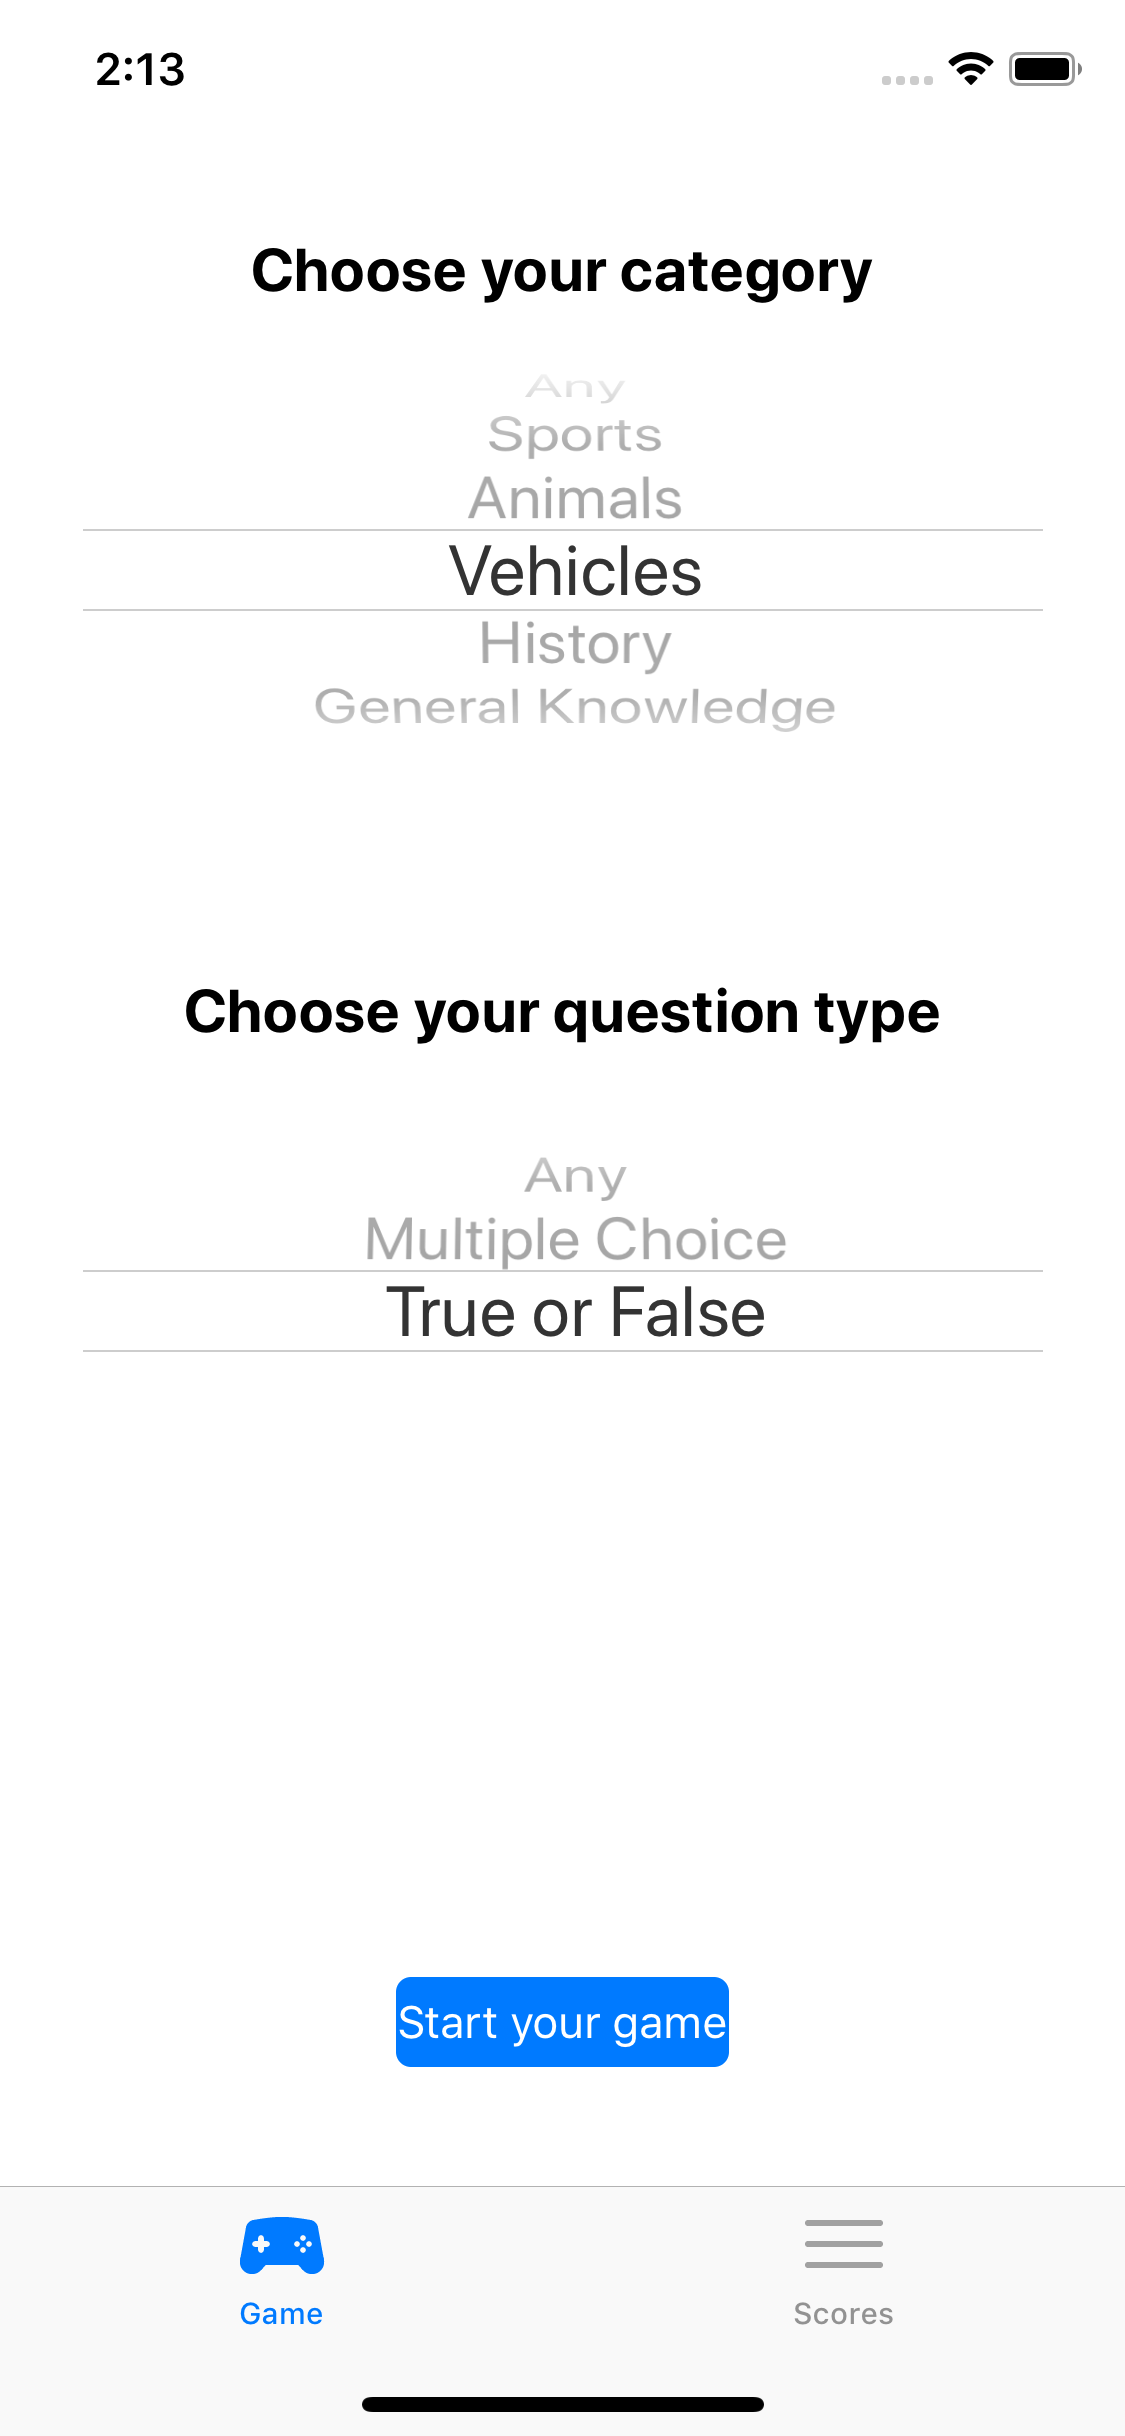 2:13
Choose your category
Any
Sports
Animals
Vehicles
History
General Knowledge
Choose your question type
Any
Multiple Choice
True or False
Start your game
Game
Scores